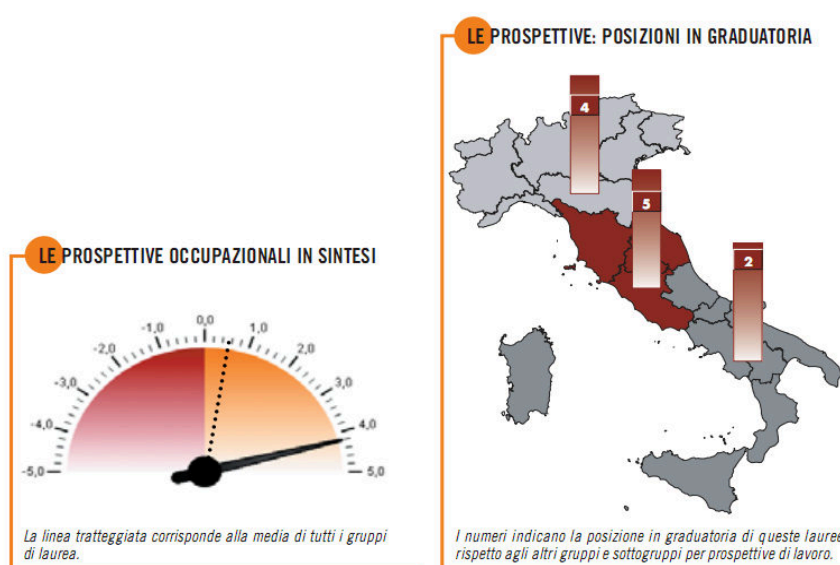 LE PROSPETTIVE: POSIZIONI IN GRADUATORIA
4
5
2
I numeri indicano la posizione in graduatoria di queste lauree
rispetto agli altri gruppi e sottogruppi per prospettive di lavoro.
LE PROSPETTIVE OCCUPAZIONALI IN SINTESI
-5,0
-4,0
-3,0
-2,0
-1,0
0,0
1,0
2,0
3,0
4,0
5,0
La linea tratteggiata corrisponde alla media di tutti i gruppi
di laurea.